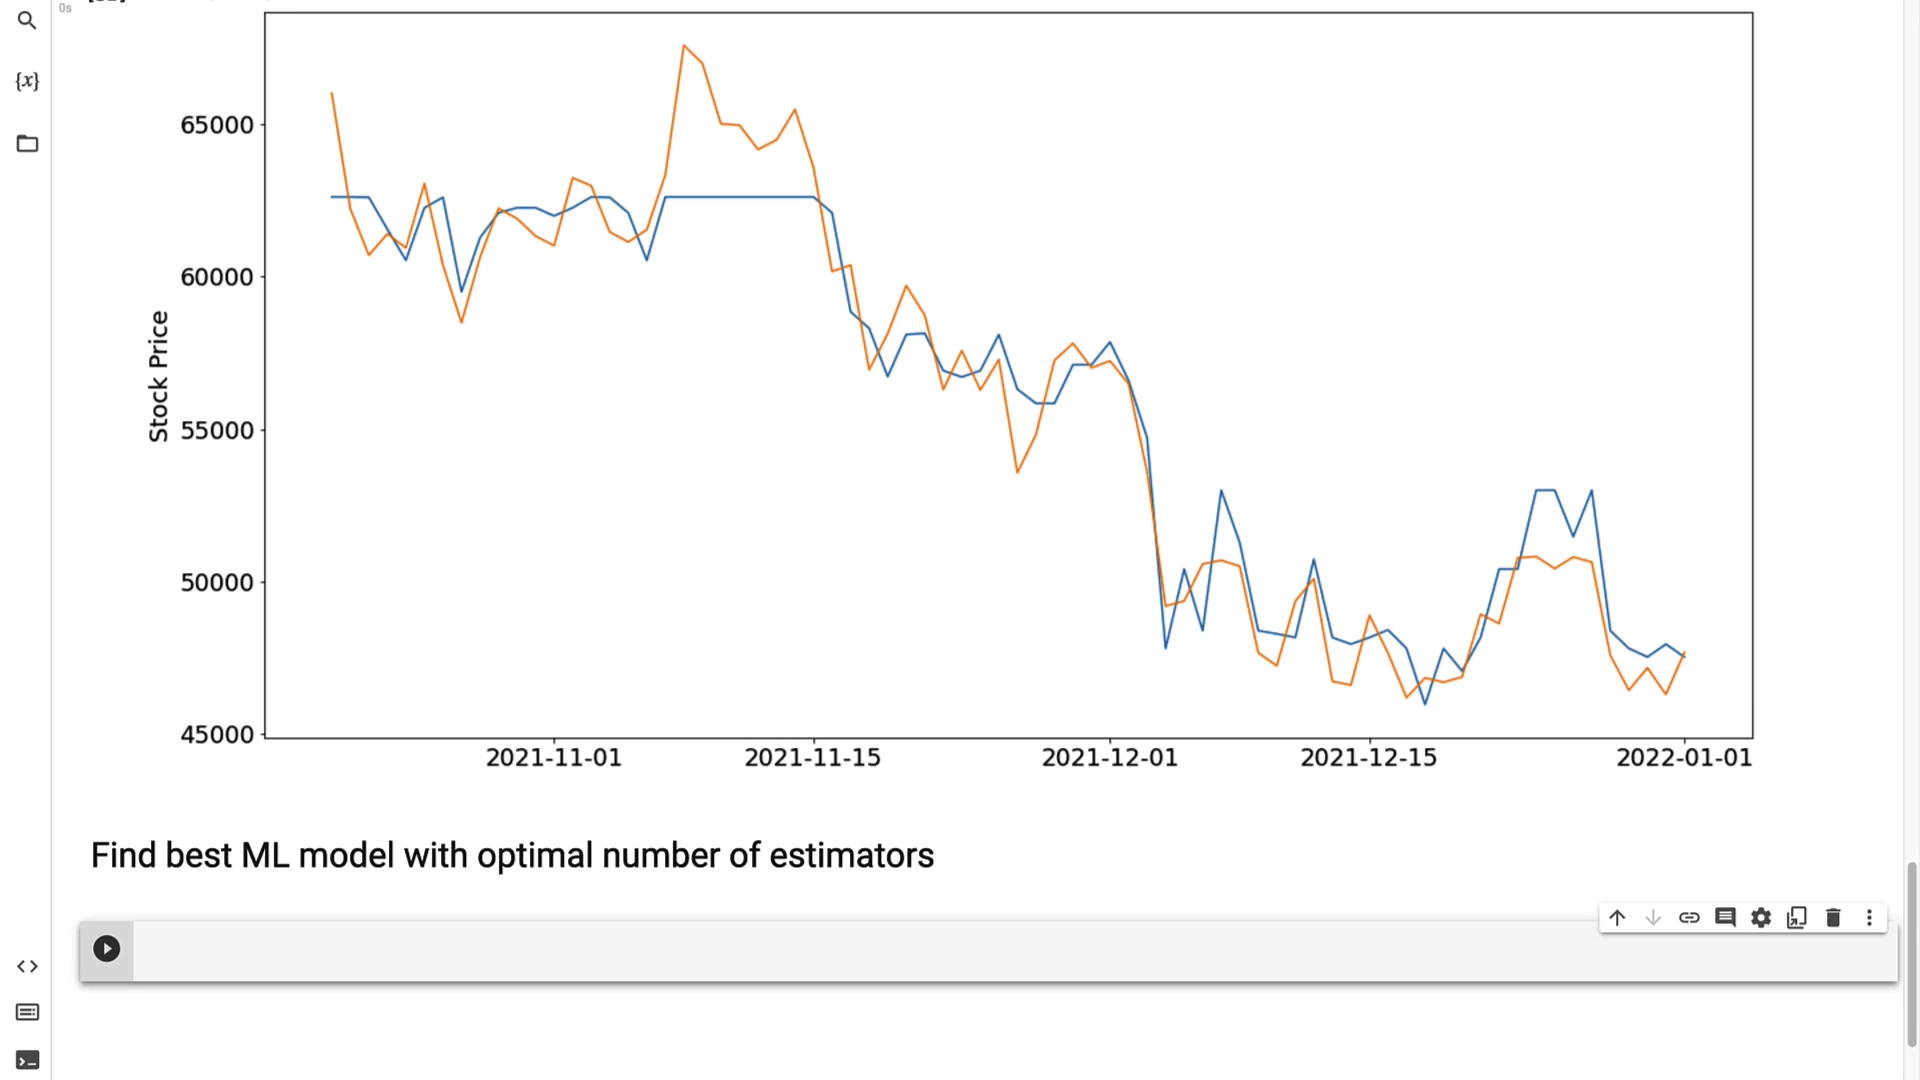 0s
65000
60000
55000
50000
45000
Stock Price
2021-11-01 2021-11-15 2021-12-01 2021-12-15 2022-01-01
Find best ML model with optimal number of estimators
{x}